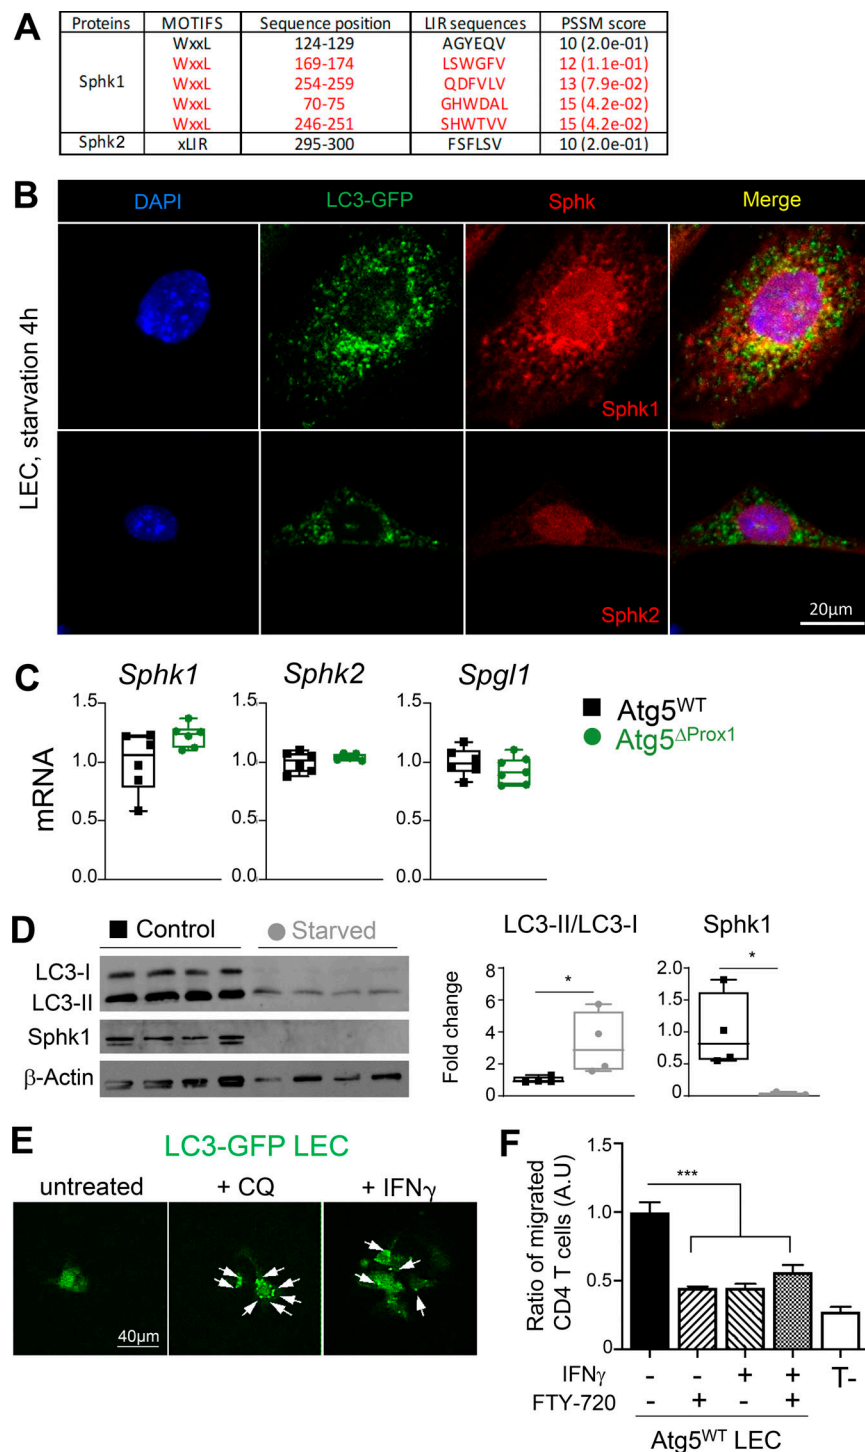 A
Proteins MOTIFS Sequence position LIR sequences PSSM score
Sphk1
WxxL 124-129 AGYEQV 10 (2.0e-01)
WxxL 169-174 LSWGFV 12 (1.1e-01)
WxxL 254-259 QDFVLV 13 (7.9e-02)
WxxL 70-75 GHWDAL 15 (4.2e-02)
WxxL 246-251 SHWTVV 15 (4.2e-02)
Sphk2 xLIR 295-300 FSFLSV 10 (2.0e-01)
B
DAPI LC3-GFP Sphk Merge
LEC, starvation 4h
Sphk1
Sphk2
20µm
C
Sphk1 Sphk2 Spgl1
mRNA
1.5 1.5 1.5
1.0 1.0 1.0
0.5 0.5 0.5
0.0 0.0 0.0
Atg5WT
Atg5ΔProx1
D
Control Starved
LC3-I
LC3-II
Sphk1
β-Actin
LC3-II/LC3-I
Fold change
8
6
4
2
0
*
Sphk1
2.0
1.5
1.0
0.5
0
*
E
LC3-GFP LEC
untreated + CQ + IFNγ
40µm
F
Ratio of migrated
CD4 T cells (A.U)
1.5
1.0
0.5
0
***
IFNγ - - + + T-
FTY-720 - + - +
Atg5WT LEC